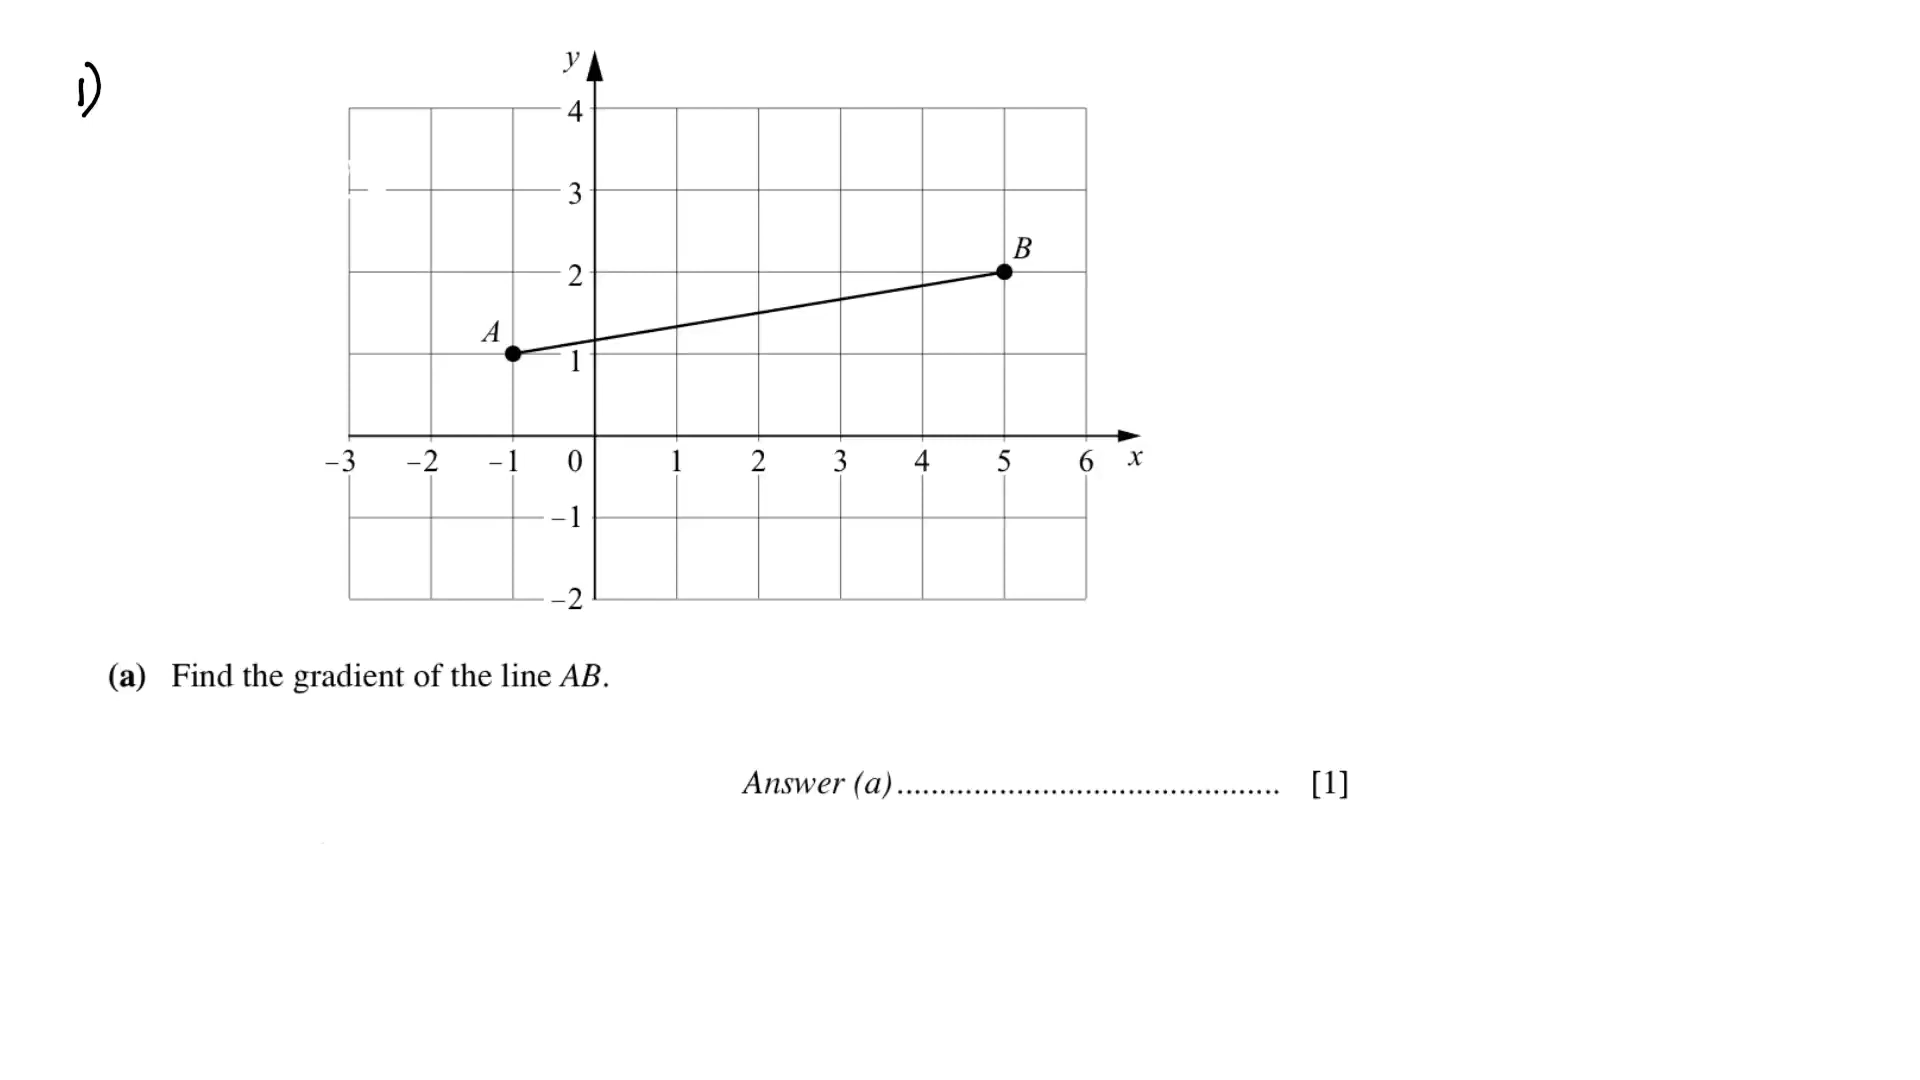 1)
y
4
3
B
2
A
1
−3 −2 −1 0 1 2 3 4 5 6 x
−1
−2
(a) Find the gradient of the line AB.
Answer (a)............................................. [1]